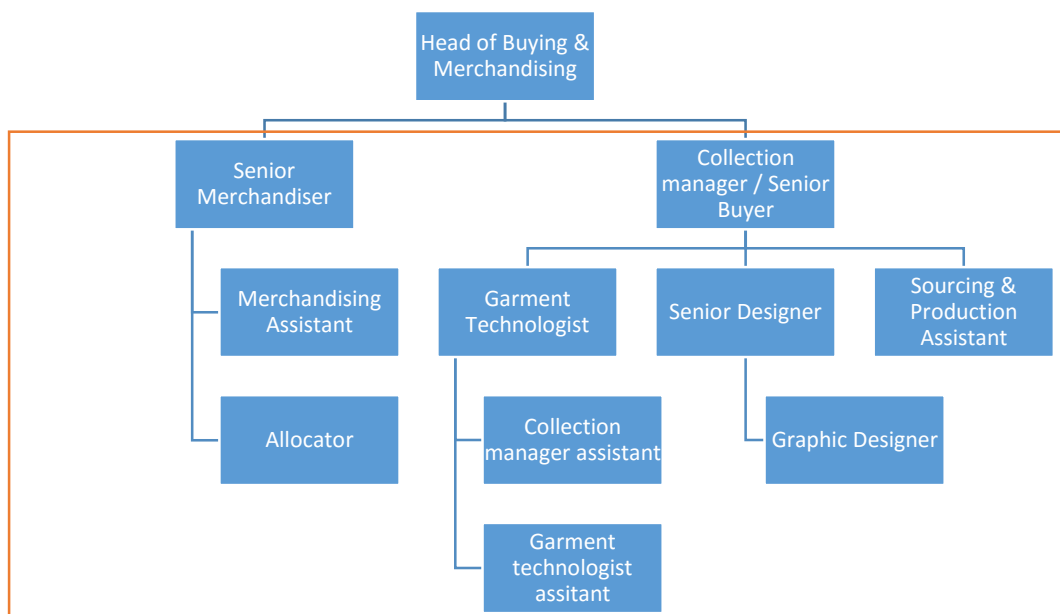 Head of Buying &
Merchandising
Senior
Merchandiser
Collection
manager / Senior
Buyer
Merchandising
Assistant
Garment
Technologist
Senior Designer
Sourcing &
Production
Assistant
Allocator
Collection
manager assistant
Graphic Designer
Garment
technologist
assitant